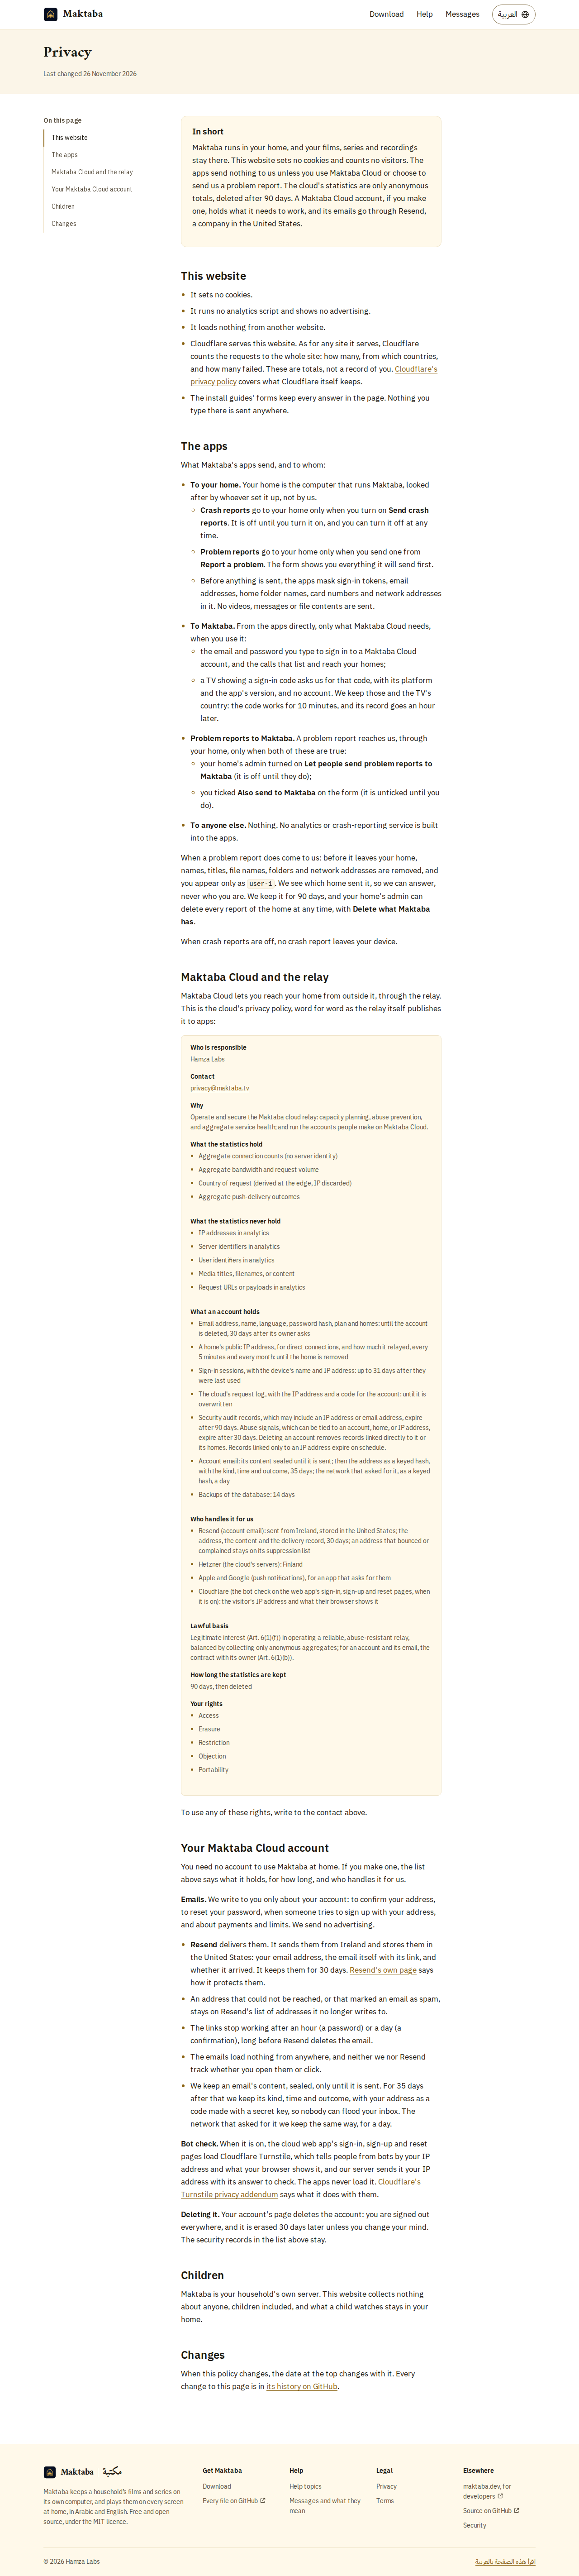 Maktaba
Download
Help
Messages
العربية
Privacy
Last changed 26 November 2026
On this page
This website
The apps
Maktaba Cloud and the relay
Your Maktaba Cloud account
Children
Changes
In short
Maktaba runs in your home, and your films, series and recordings
stay there. This website sets no cookies and counts no visitors. The
apps send nothing to us unless you use Maktaba Cloud or choose to
send us a problem report. The cloud's statistics are only anonymous
totals, deleted after 90 days. A Maktaba Cloud account, if you make
one, holds what it needs to work, and its emails go through Resend,
a company in the United States.
This website
It sets no cookies.
It runs no analytics script and shows no advertising.
It loads nothing from another website.
Cloudflare serves this website. As for any site it serves, Cloudflare
counts the requests to the whole site: how many, from which countries,
and how many failed. These are totals, not a record of you. Cloudflare's
privacy policy covers what Cloudflare itself keeps.
The install guides' forms keep every answer in the page. Nothing you
type there is sent anywhere.
The apps
What Maktaba's apps send, and to whom:
To your home. Your home is the computer that runs Maktaba, looked
after by whoever set it up, not by us.
Crash reports go to your home only when you turn on Send crash
reports. It is off until you turn it on, and you can turn it off at any
time.
Problem reports go to your home only when you send one from
Report a problem. The form shows you everything it will send first.
Before anything is sent, the apps mask sign-in tokens, email
addresses, home folder names, card numbers and network addresses
in it. No videos, messages or file contents are sent.
To Maktaba. From the apps directly, only what Maktaba Cloud needs,
when you use it:
the email and password you type to sign in to a Maktaba Cloud
account, and the calls that list and reach your homes;
a TV showing a sign-in code asks us for that code, with its platform
and the app's version, and no account. We keep those and the TV's
country: the code works for 10 minutes, and its record goes an hour
later.
Problem reports to Maktaba. A problem report reaches us, through
your home, only when both of these are true:
your home's admin turned on Let people send problem reports to
Maktaba (it is off until they do);
you ticked Also send to Maktaba on the form (it is unticked until you
do).
To anyone else. Nothing. No analytics or crash-reporting service is built
into the apps.
When a problem report does come to us: before it leaves your home,
names, titles, file names, folders and network addresses are removed, and
you appear only as user-1. We see which home sent it, so we can answer,
never who you are. We keep it for 90 days, and your home's admin can
delete every report of the home at any time, with Delete what Maktaba
has.
When crash reports are off, no crash report leaves your device.
Maktaba Cloud and the relay
Maktaba Cloud lets you reach your home from outside it, through the relay.
This is the cloud's privacy policy, word for word as the relay itself publishes
it to apps:
Who is responsible
Hamza Labs
Contact
privacy@maktaba.tv
Why
Operate and secure the Maktaba cloud relay: capacity planning, abuse prevention,
and aggregate service health; and run the accounts people make on Maktaba Cloud.
What the statistics hold
Aggregate connection counts (no server identity)
Aggregate bandwidth and request volume
Country of request (derived at the edge, IP discarded)
Aggregate push-delivery outcomes
What the statistics never hold
IP addresses in analytics
Server identifiers in analytics
User identifiers in analytics
Media titles, filenames, or content
Request URLs or payloads in analytics
What an account holds
Email address, name, language, password hash, plan and homes: until the account
is deleted, 30 days after its owner asks
A home's public IP address, for direct connections, and how much it relayed, every
5 minutes and every month: until the home is removed
Sign-in sessions, with the device's name and IP address: up to 31 days after they
were last used
The cloud's request log, with the IP address and a code for the account: until it is
overwritten
Security audit records, which may include an IP address or email address, expire
after 90 days. Abuse signals, which can be tied to an account, home, or IP address,
expire after 30 days. Deleting an account removes records linked directly to it or
its homes. Records linked only to an IP address expire on schedule.
Account email: its content sealed until it is sent; then the address as a keyed hash,
with the kind, time and outcome, 35 days; the network that asked for it, as a keyed
hash, a day
Backups of the database: 14 days
Who handles it for us
Resend (account email): sent from Ireland, stored in the United States; the
address, the content and the delivery record, 30 days; an address that bounced or
complained stays on its suppression list
Hetzner (the cloud's servers): Finland
Apple and Google (push notifications), for an app that asks for them
Cloudflare (the bot check on the web app's sign-in, sign-up and reset pages, when
it is on): the visitor's IP address and what their browser shows it
Lawful basis
Legitimate interest (Art. 6(1)(f)) in operating a reliable, abuse-resistant relay,
balanced by collecting only anonymous aggregates; for an account and its email, the
contract with its owner (Art. 6(1)(b)).
How long the statistics are kept
90 days, then deleted
Your rights
Access
Erasure
Restriction
Objection
Portability
To use any of these rights, write to the contact above.
Your Maktaba Cloud account
You need no account to use Maktaba at home. If you make one, the list
above says what it holds, for how long, and who handles it for us.
Emails. We write to you only about your account: to confirm your address,
to reset your password, when someone tries to sign up with your address,
and about payments and limits. We send no advertising.
Resend delivers them. It sends them from Ireland and stores them in
the United States: your email address, the email itself with its link, and
whether it arrived. It keeps them for 30 days. Resend's own page says
how it protects them.
An address that could not be reached, or that marked an email as spam,
stays on Resend's list of addresses it no longer writes to.
The links stop working after an hour (a password) or a day (a
confirmation), long before Resend deletes the email.
The emails load nothing from anywhere, and neither we nor Resend
track whether you open them or click.
We keep an email's content, sealed, only until it is sent. For 35 days
after that we keep its kind, time and outcome, with your address as a
code made with a secret key, so nobody can flood your inbox. The
network that asked for it we keep the same way, for a day.
Bot check. When it is on, the cloud web app's sign-in, sign-up and reset
pages load Cloudflare Turnstile, which tells people from bots by your IP
address and what your browser shows it, and our server sends it your IP
address with its answer to check. The apps never load it. Cloudflare's
Turnstile privacy addendum says what it does with them.
Deleting it. Your account's page deletes the account: you are signed out
everywhere, and it is erased 30 days later unless you change your mind.
The security records in the list above stay.
Children
Maktaba is your household's own server. This website collects nothing
about anyone, children included, and what a child watches stays in your
home.
Changes
When this policy changes, the date at the top changes with it. Every
change to this page is in its history on GitHub.
Maktaba | مكتبة
Maktaba keeps a household's films and series on
its own computer, and plays them on every screen
at home, in Arabic and English. Free and open
source, under the MIT licence.
Get Maktaba
Download
Every file on GitHub
Help
Help topics
Messages and what they
mean
Legal
Privacy
Terms
Elsewhere
maktaba.dev, for
developers
Source on GitHub
Security
© 2026 Hamza Labs
اقرأ هذه الصفحة بالعربية